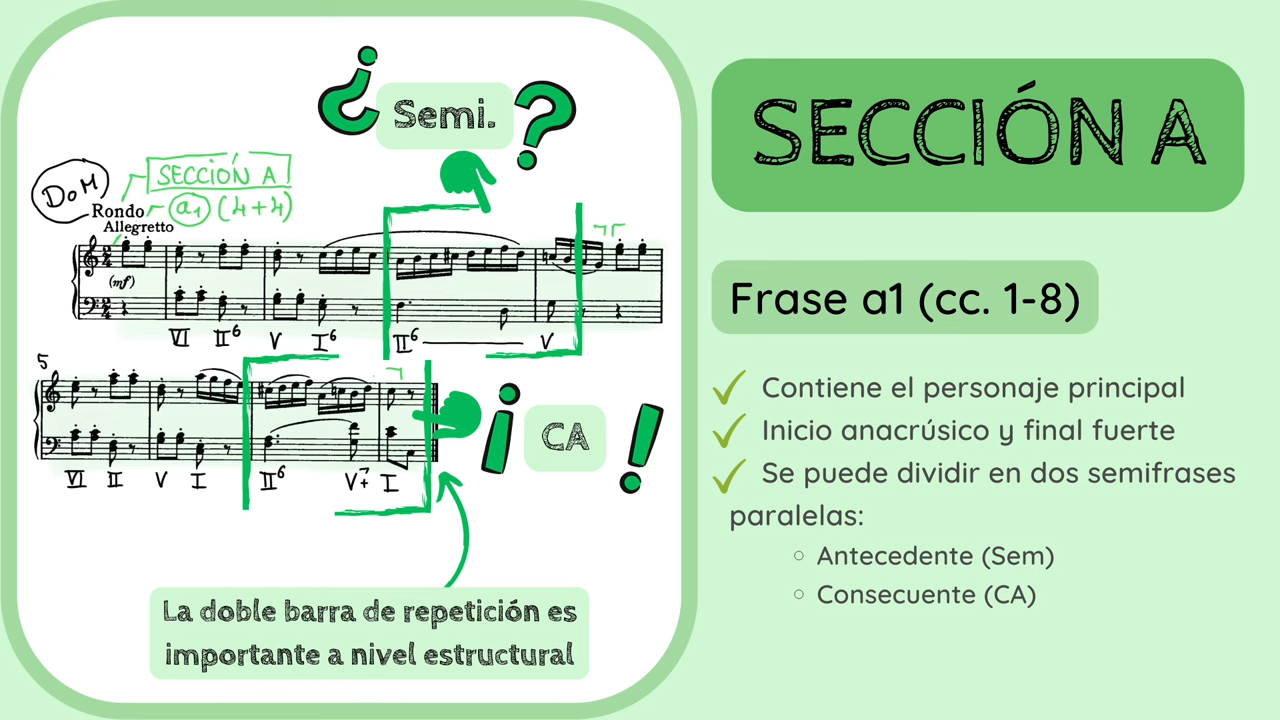 ¿ Semi. ?
SECCIÓN A
Do M
SECCIÓN A
a1 (4+4)
Rondo
Allegretto
(mf)
VI II6 V I6 II6 V
5
VI II V I II6 V7+ I
¡ CA !
La doble barra de repetición es
importante a nivel estructural
Frase a1 (cc. 1-8)
Contiene el personaje principal
Inicio anacrúsico y final fuerte
Se puede dividir en dos semifrases
paralelas:
Antecedente (Sem)
Consecuente (CA)